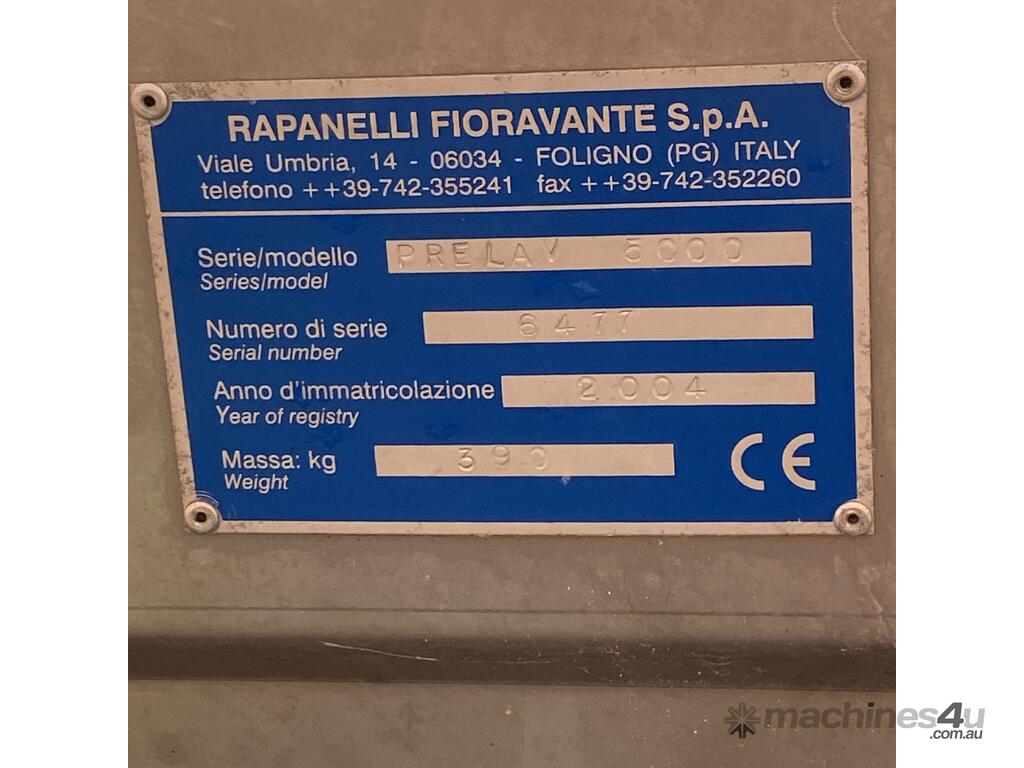 RAPANELLI FIORAVANTE S.p.A.
Viale Umbria, 14 - 06034 - FOLIGNO (PG) ITALY
telefono ++39-742-355241 fax ++39-742-352260
Serie/modello PRELAV 5000
Series/model
Numero di serie 6477
Serial number
Anno d'immatricolazione 2004
Year of registry
Massa: kg 390
Weight
CE
machines4u
.com.au